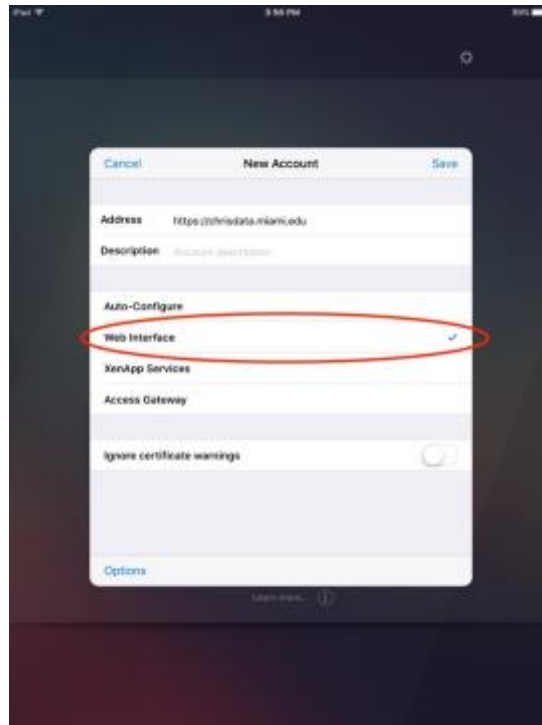 iPad
3:56 PM
Cancel New Account Save
Address https://chrisdata.miami.edu
Description Account description
Auto-Configure
Web Interface
XenApp Services
Access Gateway
Ignore certificate warnings
Options
Learn more...